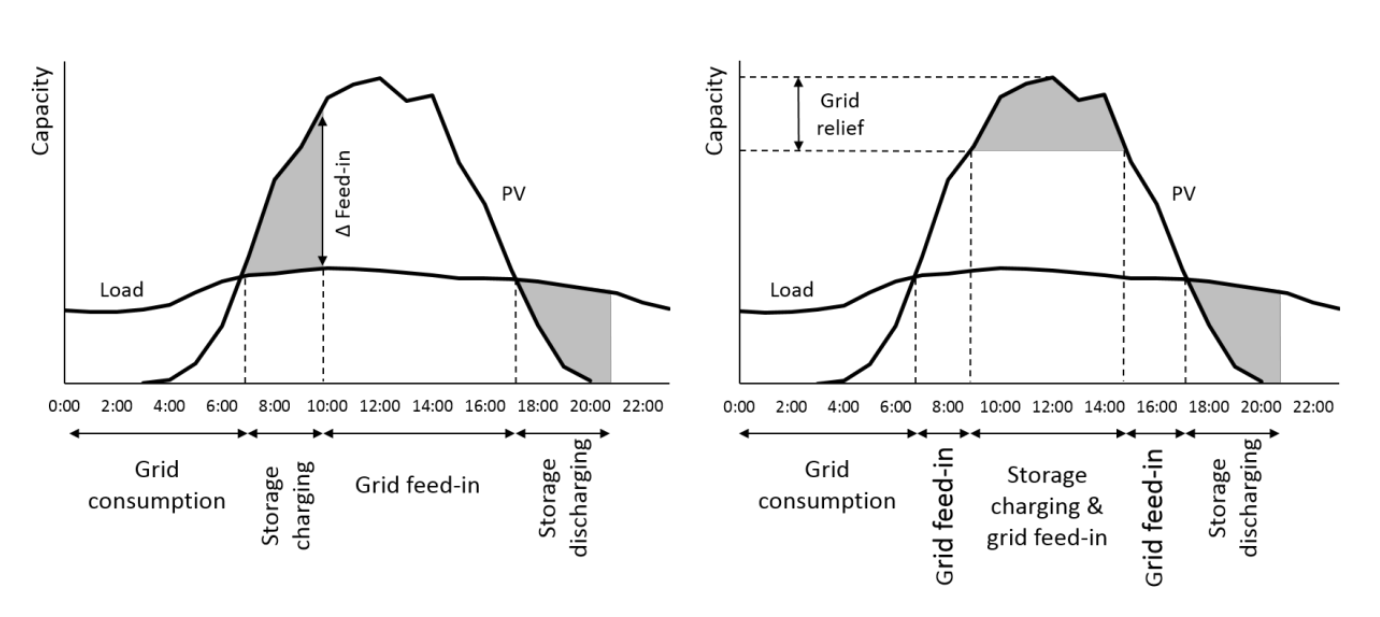 Capacity
Δ Feed-in
PV
Load
0:00 2:00 4:00 6:00 8:00 10:00 12:00 14:00 16:00 18:00 20:00 22:00
Grid
consumption
Storage
charging
Grid feed-in
Storage
discharging
Capacity
Grid
relief
PV
Load
0:00 2:00 4:00 6:00 8:00 10:00 12:00 14:00 16:00 18:00 20:00 22:00
Grid
consumption
Grid feed-in
Storage
charging &
grid feed-in
Grid feed-in
Storage
discharging